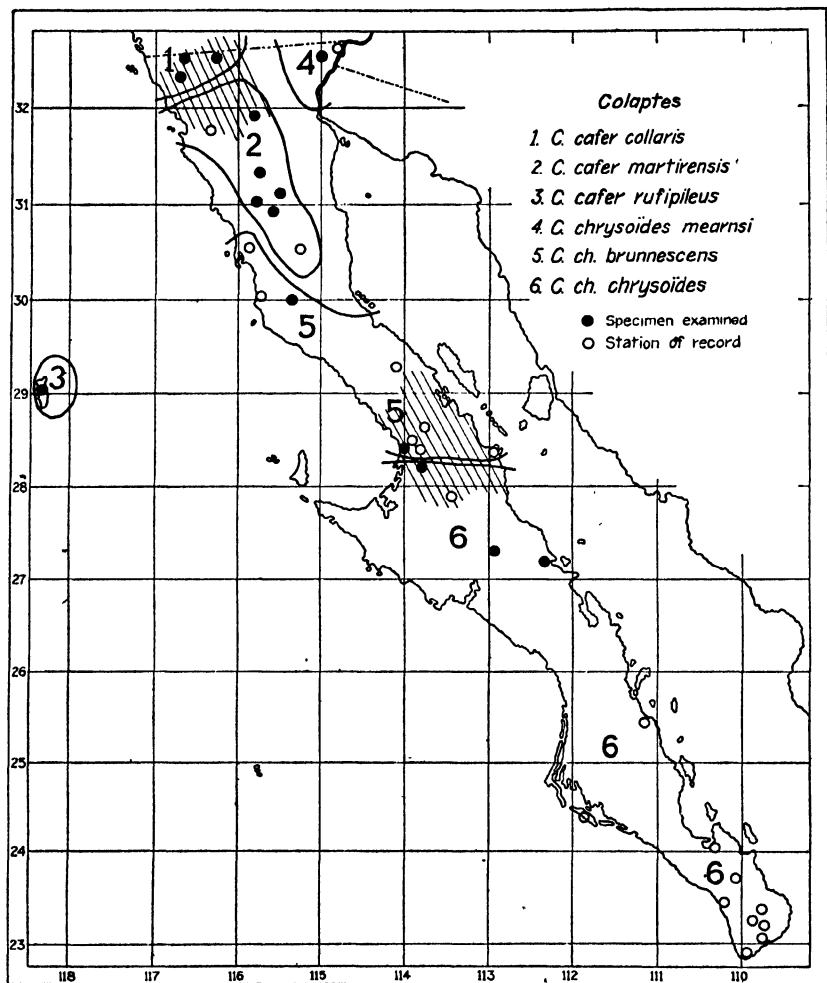 Colaptes
1. C. cafer collaris
2 C. cafer martirensis
3. C. cafer rufipileus
4. C. chrysoïdes mearnsi
5. C. ch. brunnescens
6. C. ch. chrysoïdes
Specimen examined
Station of record
1
4
2
5
3
5
6
6
6
32
31
30
29
28
27
26
25
24
23
118 117 116 115 114 113 112 111 110